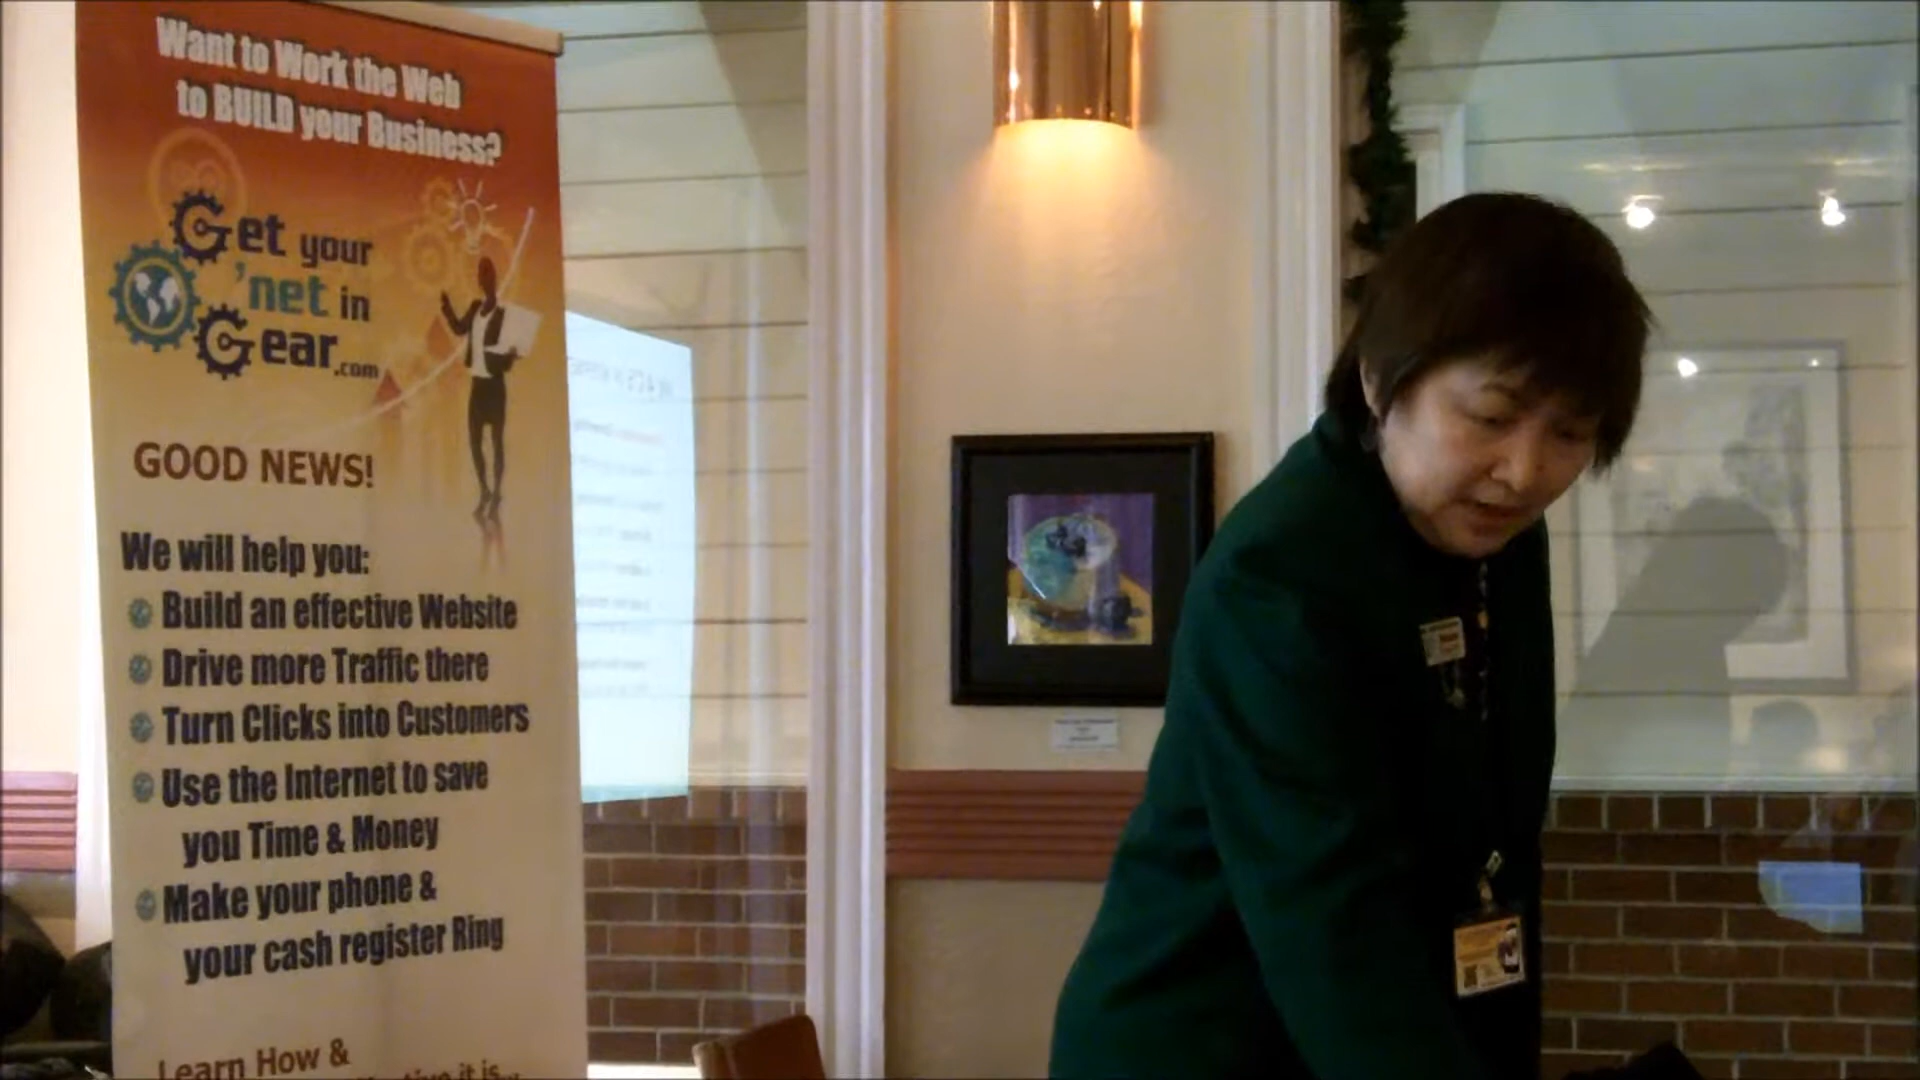 Want to Work the Web
to BUILD your Business?
Get your
'net in
Gear.com
GOOD NEWS!
We will help you:
Build an effective Website
Drive more Traffic there
Turn Clicks into Customers
Use the Internet to save
you Time & Money
Make your phone &
your cash register Ring
Learn How &
it is...